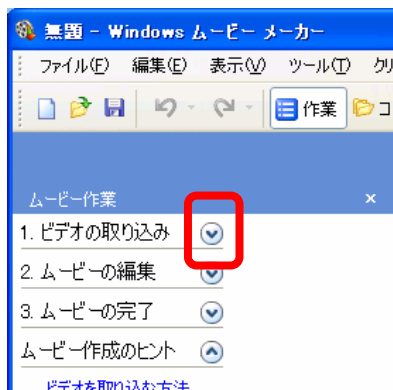 無題 - Windows ムービー メーカー
ファイル(F) 編集(E) 表示(V) ツール(T)
作業
ムービー作業 ×
1. ビデオの取り込み
2. ムービーの編集
3. ムービーの完了
ムービー作成のヒント
ビデオを取り込む方法